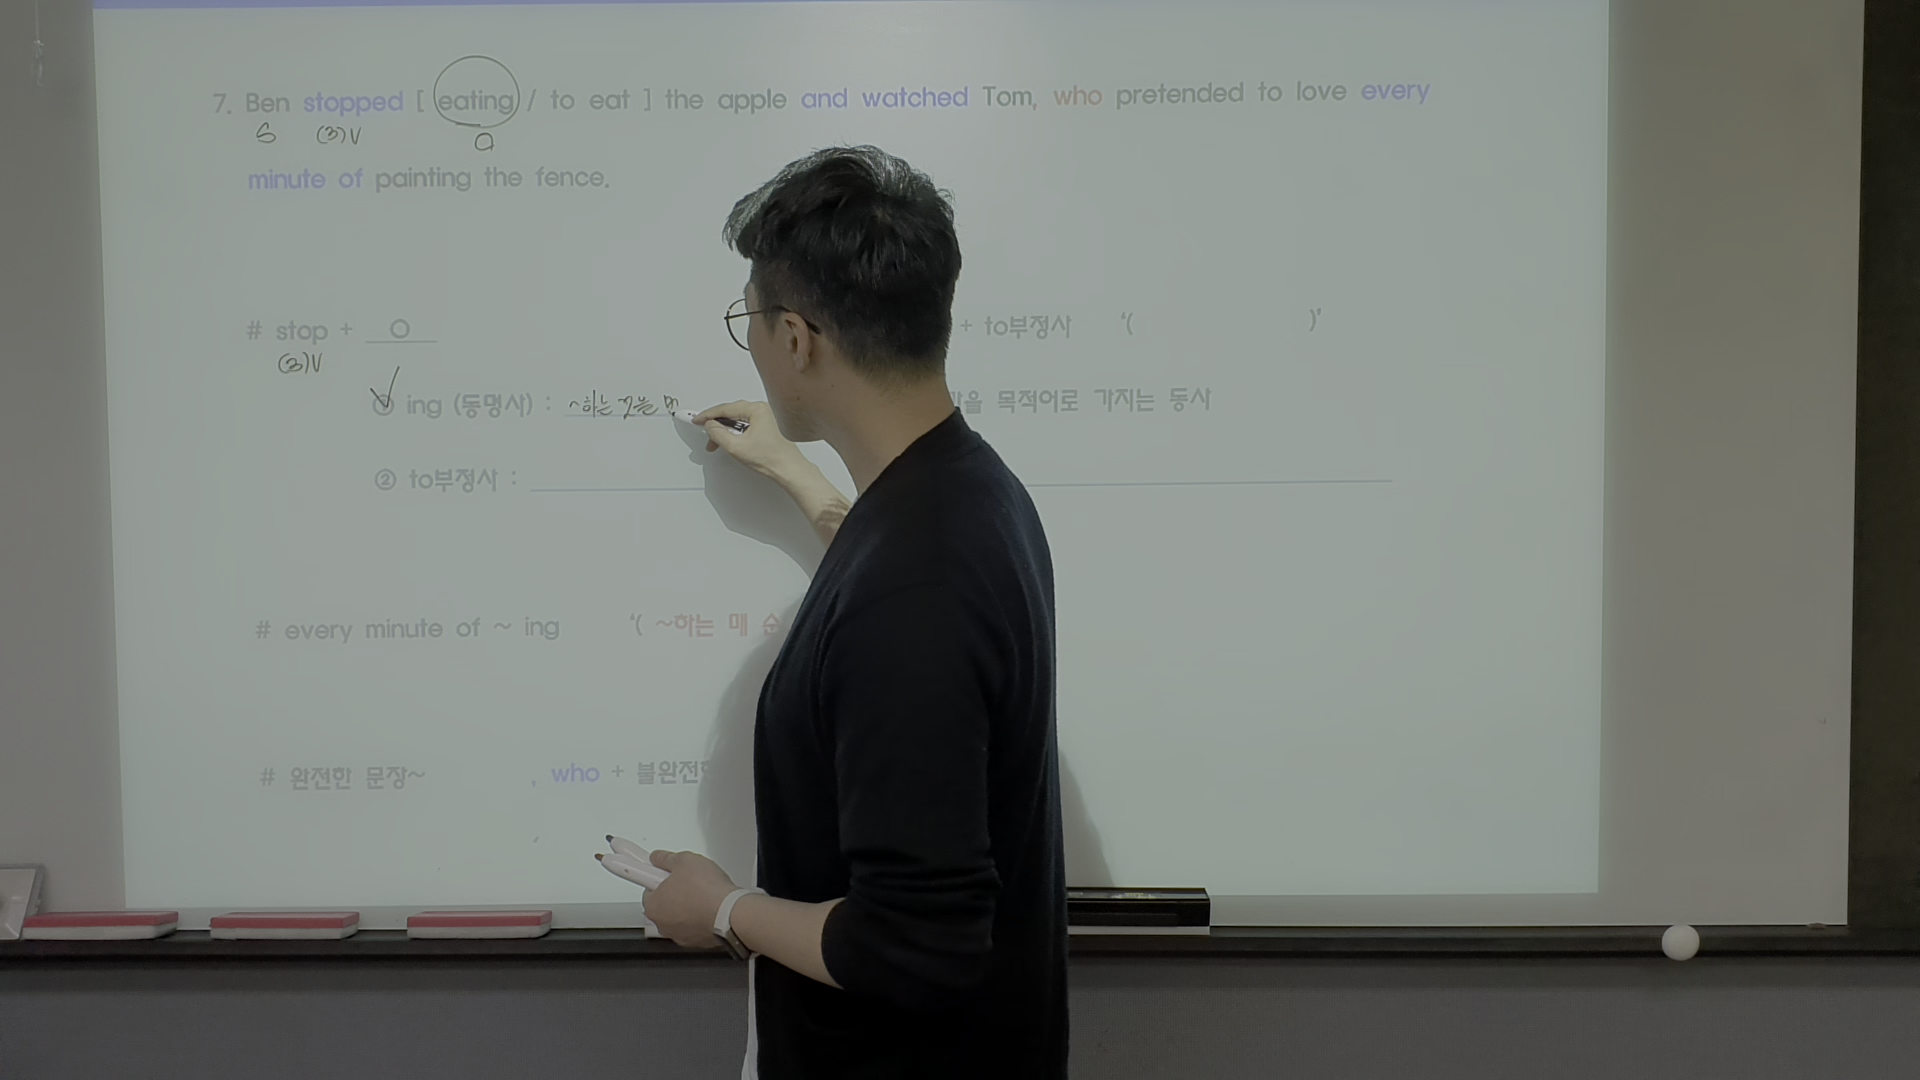 7. Ben stopped [ eating / to eat ] the apple and watched Tom, who pretended to love every
S (3)V O
minute of painting the fence.
# stop + O + to부정사 '( )'
(3)V
① ing (동명사) : ~하는 것을 목적어로 가지는 동사
② to부정사 :
# every minute of ~ ing '( ~하는 매
# 완전한 문장~ , who + 불완전